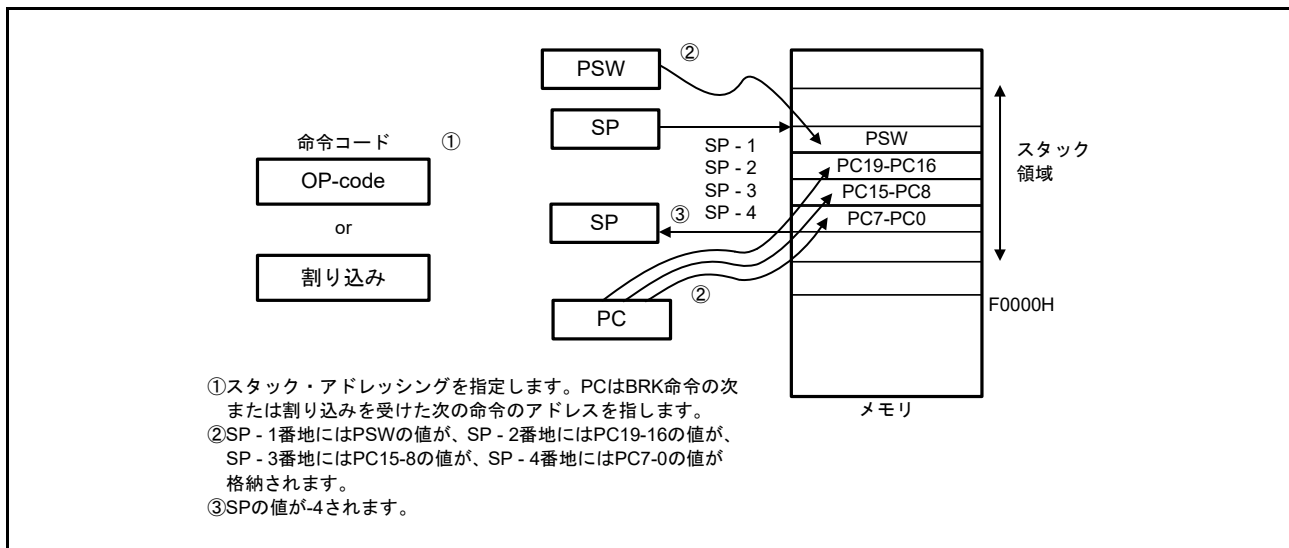 ②
PSW
SP
命令コード
①
OP-code
or
割り込み
SP - 1
SP - 2
SP - 3
SP - 4
PSW
PC19-PC16
PC15-PC8
PC7-PC0
スタック
領域
SP
③
②
PC
F0000H
メモリ
①スタック・アドレッシングを指定します。PCはBRK命令の次
または割り込みを受けた次の命令のアドレスを指します。
②SP - 1番地にはPSWの値が、SP - 2番地にはPC19-16の値が、
SP - 3番地にはPC15-8の値が、SP - 4番地にはPC7-0の値が
格納されます。
③SPの値が-4されます。